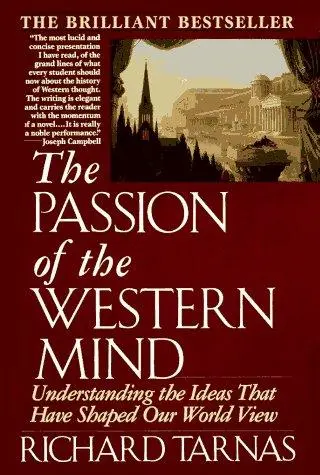 THE BRILLIANT BESTSELLER
"The most lucid and
concise presentation
I have read, of the
grand lines of what
every student should
now about the history
of Western thought.
The writing is elegant
and carries the reader
with the momentum
of a novel....It is really
a noble performance."
Joseph Campbell
The
PASSION
of the
WESTERN
MIND
Understanding the Ideas That
Have Shaped Our World View
RICHARD TARNAS